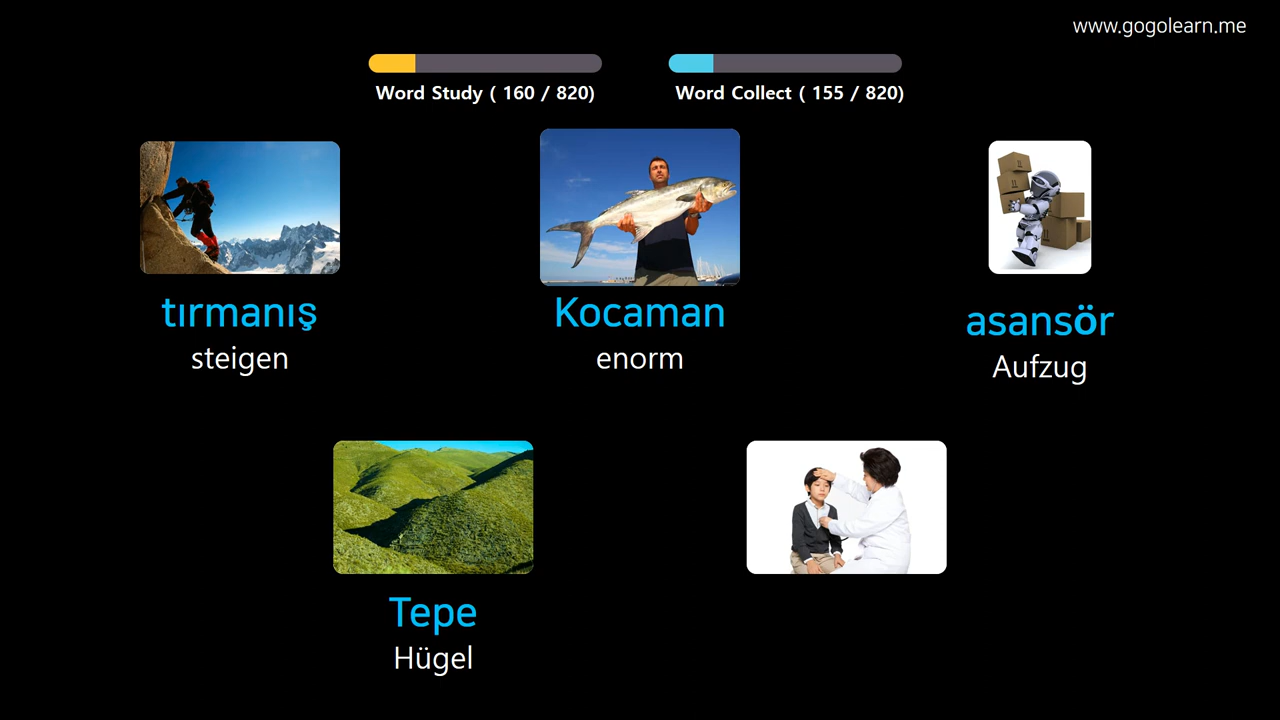 www.gogolearn.me
Word Study ( 160 / 820)
Word Collect ( 155 / 820)
tırmanış
steigen
Kocaman
enorm
asansör
Aufzug
Tepe
Hügel